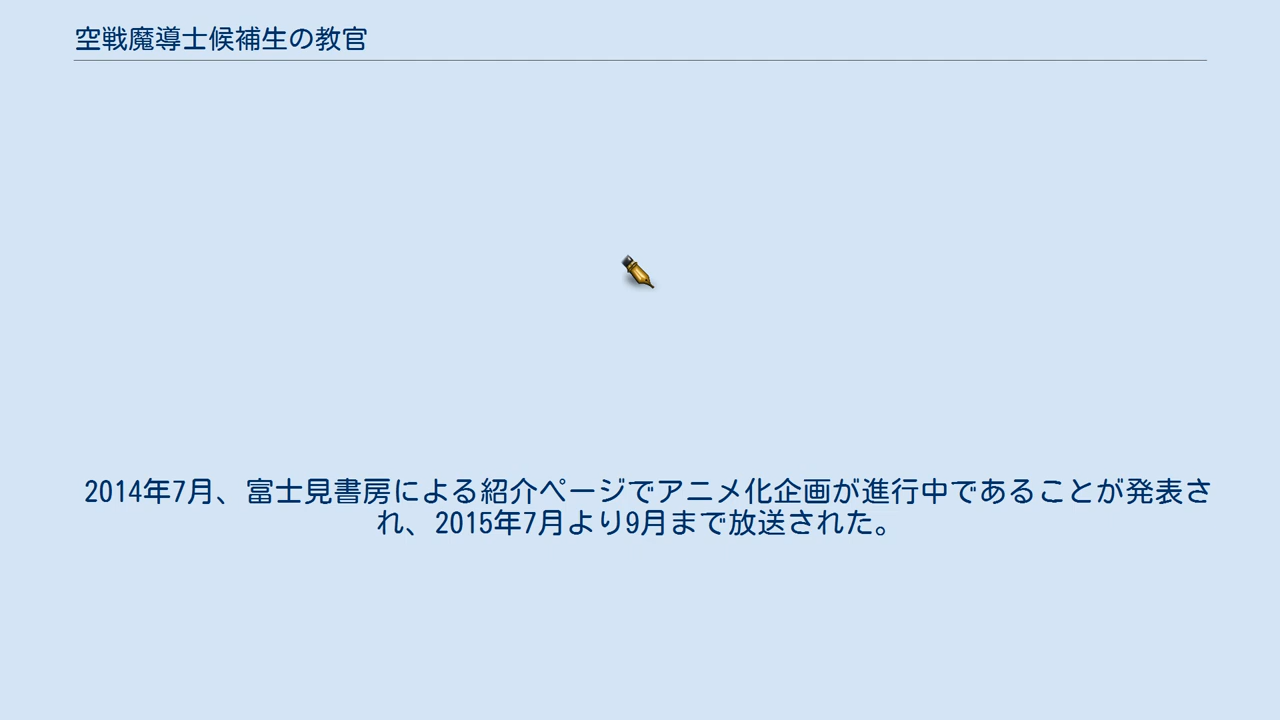 空戦魔導士候補生の教官
2014年7月、富士見書房による紹介ページでアニメ化企画が進行中であることが発表さ
れ、2015年7月より9月まで放送された。